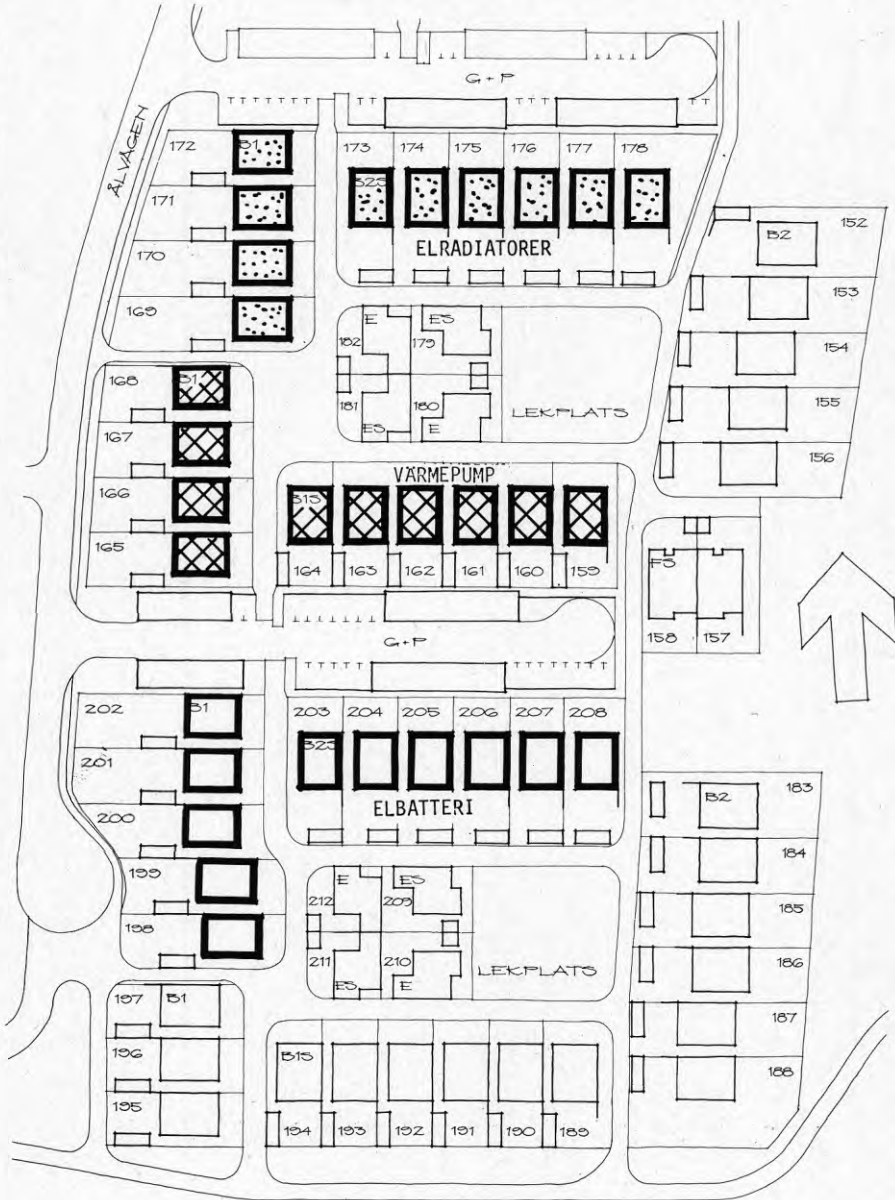 G+P
ÅLVÄGEN
172 B1
171
170
169
173 174 175 176 177 178
B2S
ELRADIATORER
B2 152
153
154
155
156
E ES
182 179
181 180
ES E
LEKPLATS
168 B1
167
166
165
VÄRMEPUMP
B1S
164 163 162 161 160 159
FS
158 157
G+P
202 B1
201
200
199
198
203 204 205 206 207 208
B2S
ELBATTERI
B2 183
184
185
186
187
188
E ES
212 209
211 210
ES E
LEKPLATS
197 B1
196
195
B1S
194 193 192 191 190 189